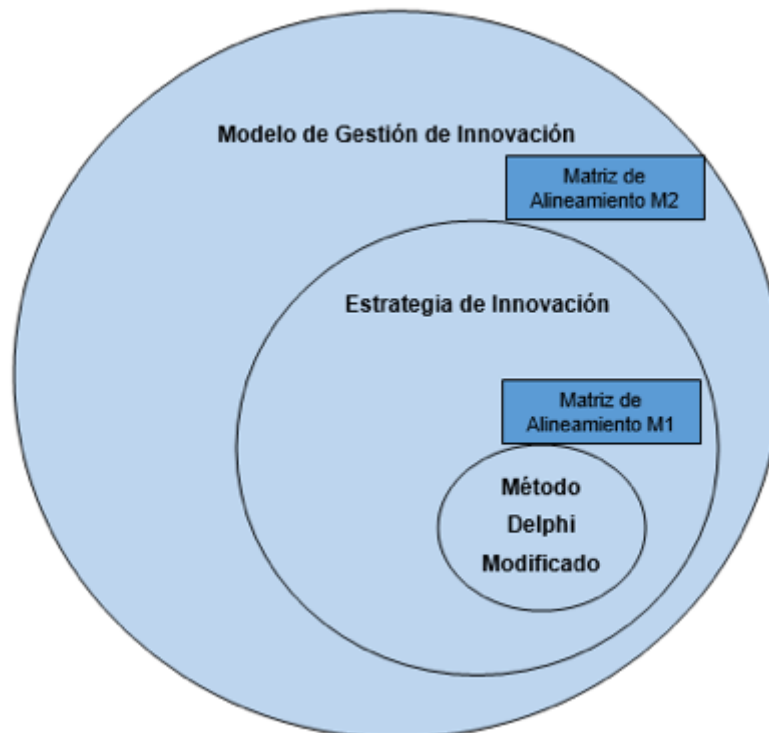 Modelo de Gestión de Innovación
Matriz de
Alineamiento M2
Estrategia de Innovación
Matriz de
Alineamiento M1
Método
Delphi
Modificado